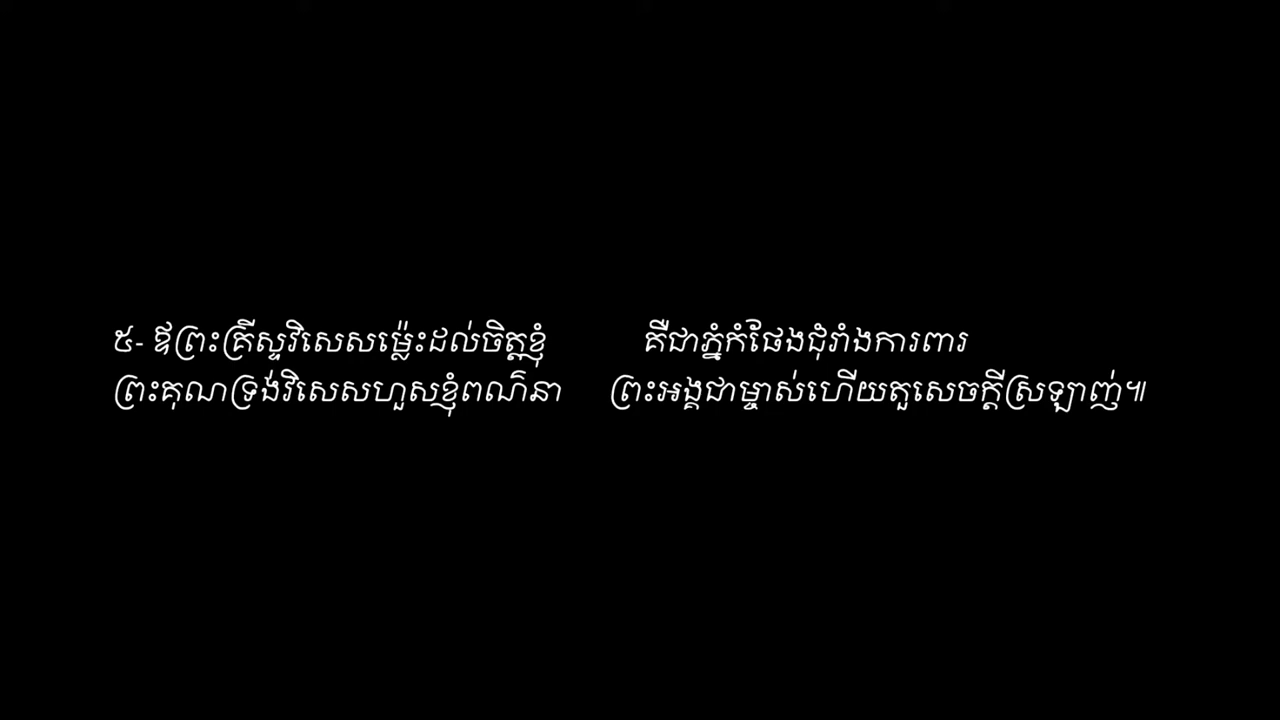 ៥- ឪព្រះគ្រីស្ទវិសេសម៉្លេះដល់ចិត្តខ្ញុំ គឺជាភ្នំកំផែងជុំរាំងការពារ
ព្រះគុណទ្រង់វិសេសហួសខ្ញុំពណ៌នា ព្រះអង្គជាម្ចាស់ហើយតួសេចក្តីស្រឡាញ់៕